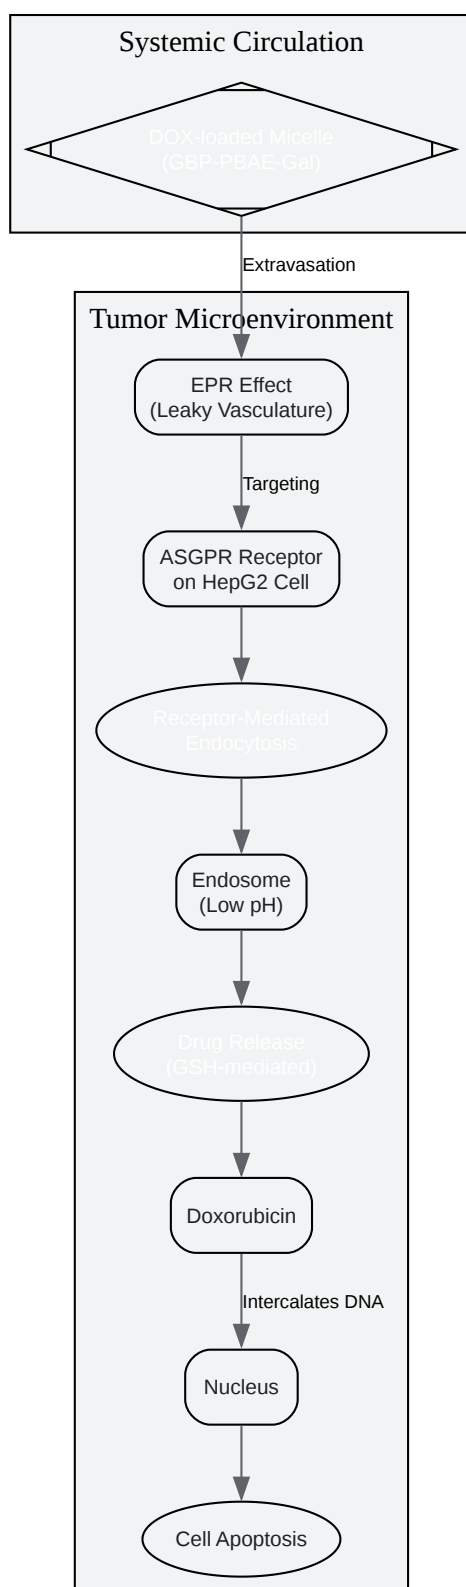 Systemic Circulation
DOX-loaded Micelle
(GBP-PBAE-Gal)
Extravasation
Tumor Microenvironment
EPR Effect
(Leaky Vasculature)
Targeting
ASGPR Receptor
on HepG2 Cell
Receptor-Mediated
Endocytosis
Endosome
(Low pH)
Drug Release
(GSH-mediated)
Doxorubicin
Intercalates DNA
Nucleus
Cell Apoptosis